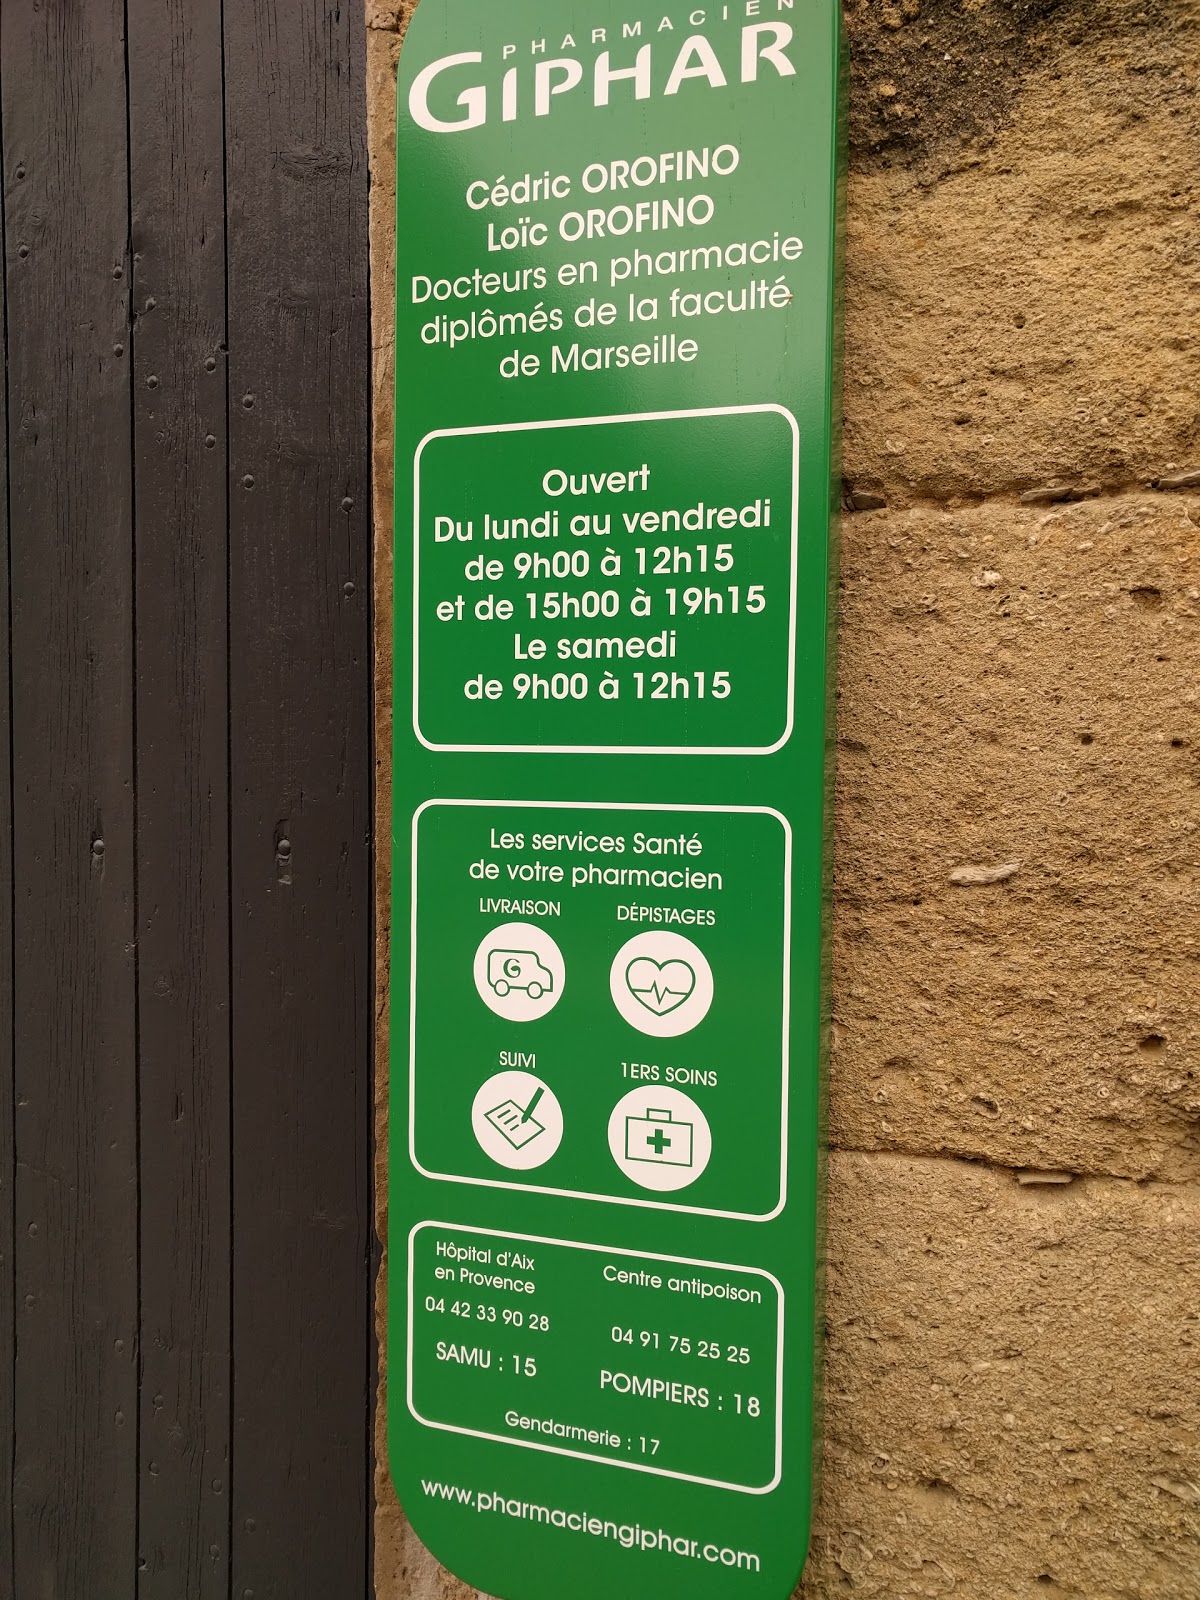 PHARMACIEN
GIPHAR
Cédric OROFINO
Loïc OROFINO
Docteurs en pharmacie
diplômés de la faculté
de Marseille
Ouvert
Du lundi au vendredi
de 9h00 à 12h15
et de 15h00 à 19h15
Le samedi
de 9h00 à 12h15
Les services Santé
de votre pharmacien
LIVRAISON
DÉPISTAGES
G
SUIVI
1ERS SOINS
Hôpital d'Aix
en Provence
04 42 33 90 28
Centre antipoison
04 91 75 25 25
SAMU : 15
POMPIERS : 18
Gendarmerie : 17
www.pharmaciengiphar.com